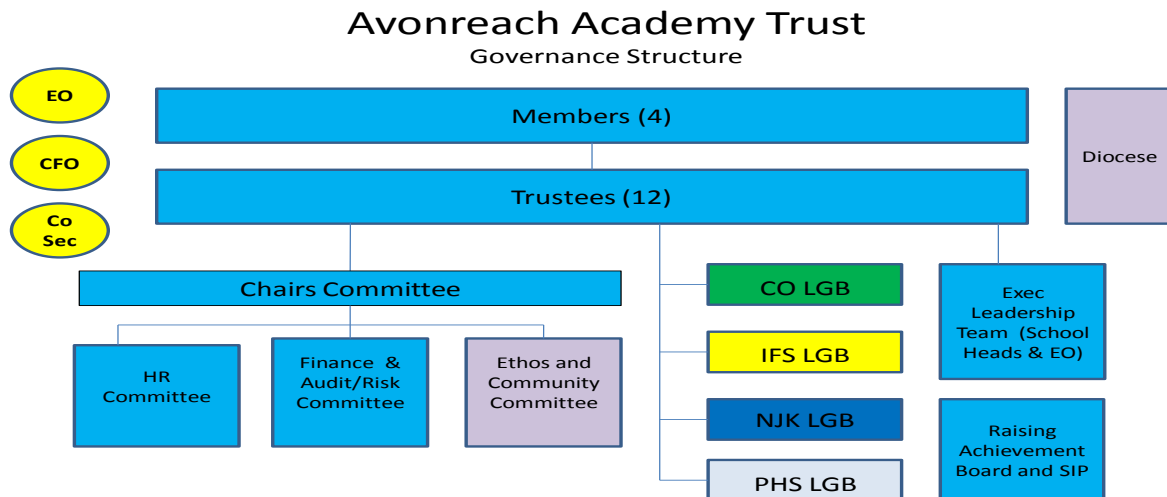 Avonreach Academy Trust
Governance Structure
EO
CFO
Co
Sec
Members (4)
Trustees (12)
Diocese
Chairs Committee
HR
Committee
Finance & 
Audit/Risk
Committee
Ethos and
Community
Committee
CO LGB
IFS LGB
NJK LGB
PHS LGB
Exec
Leadership
Team (School
Heads & EO)
Raising
Achievement
Board and SIP